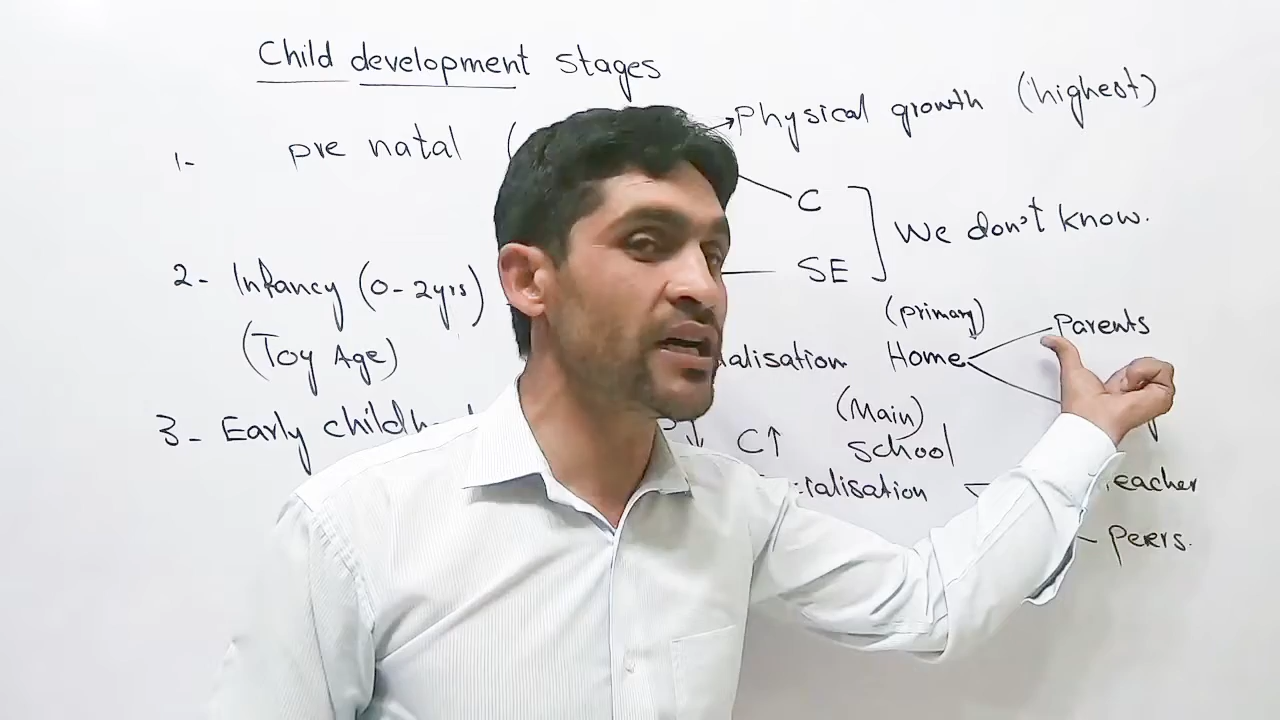 Child development stages
1- pre natal ( → Physical growth (highest)
C
We don't know.
2- Infancy (0-2yrs) SE
(primary) Parents
(Toy Age) Home
(Main)
3- Early C↑ school
Peers.